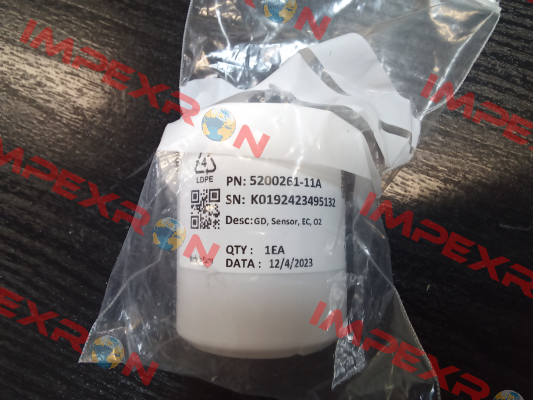 IMPEXRON
IMPEXRON
IMPEXRON
IMPEXRON
4
LDPE
PN: 5200261-11A
SN: K0192423495132
Desc:GD, Sensor, EC, O2
QTY : 1EA
DATA : 12/4/2023
IMPEXRON
IMPEXRON